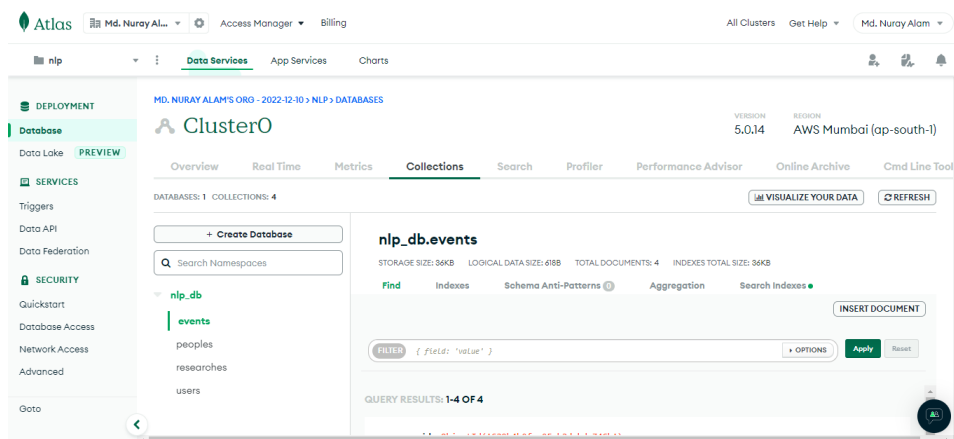 Atlas
Md. Nuray Al...
Access Manager
Billing
All Clusters
Get Help
Md. Nuray Alam
nlp
Data Services
App Services
Charts
DEPLOYMENT
Database
Data Lake
PREVIEW
SERVICES
Triggers
Data API
Data Federation
SECURITY
Quickstart
Database Access
Network Access
Advanced
Goto
MD. NURAY ALAM'S ORG - 2022-12-10 > NLP > DATABASES
Cluster0
VERSION
5.0.14
REGION
AWS Mumbai (ap-south-1)
Overview
Real Time
Metrics
Collections
Search
Profiler
Performance Advisor
Online Archive
Cmd Line Tool
DATABASES: 1 COLLECTIONS: 4
VISUALIZE YOUR DATA
REFRESH
+ Create Database
Search Namespaces
nlp_db
events
peoples
researches
users
nlp_db.events
STORAGE SIZE: 36KB LOGICAL DATA SIZE: 618B TOTAL DOCUMENTS: 4 INDEXES TOTAL SIZE: 36KB
Find
Indexes
Schema Anti-Patterns 0
Aggregation
Search Indexes
INSERT DOCUMENT
FILTER
{ field: 'value' }
OPTIONS
Apply
Reset
QUERY RESULTS: 1-4 OF 4